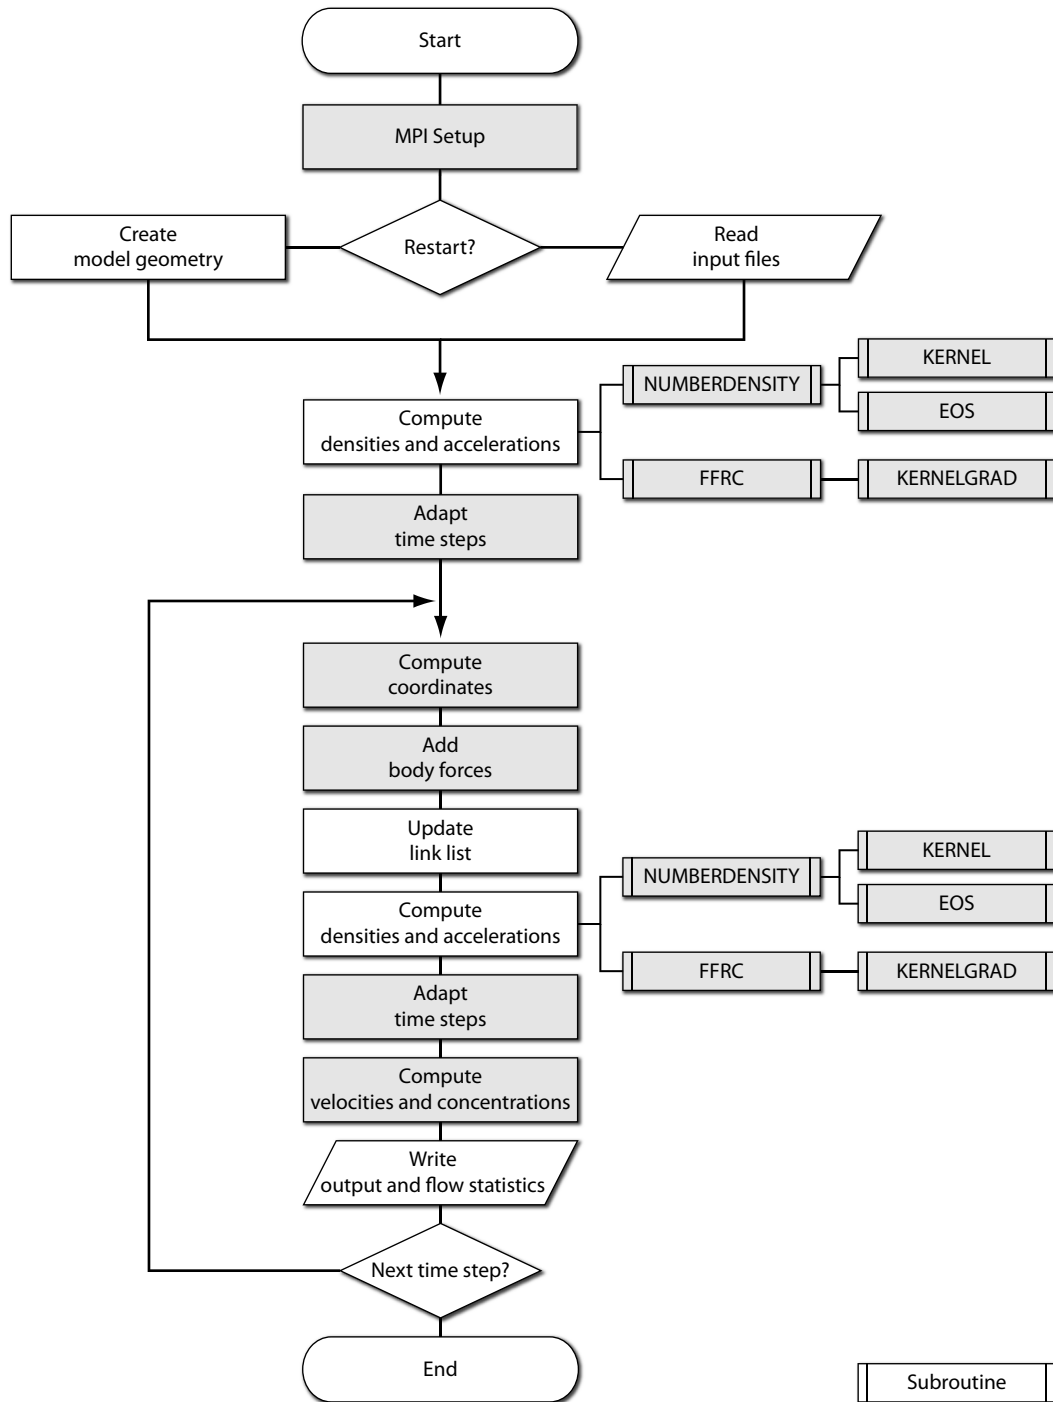 Start
MPI Setup
Create
model geometry
Restart?
Read
input files
Compute
densities and accelerations
NUMBERDENSITY
KERNEL
EOS
FFRC
KERNELGRAD
Adapt
time steps
Compute
coordinates
Add
body forces
Update
link list
Compute
densities and accelerations
NUMBERDENSITY
KERNEL
EOS
FFRC
KERNELGRAD
Adapt
time steps
Compute
velocities and concentrations
Write
output and flow statistics
Next time step?
End
Subroutine